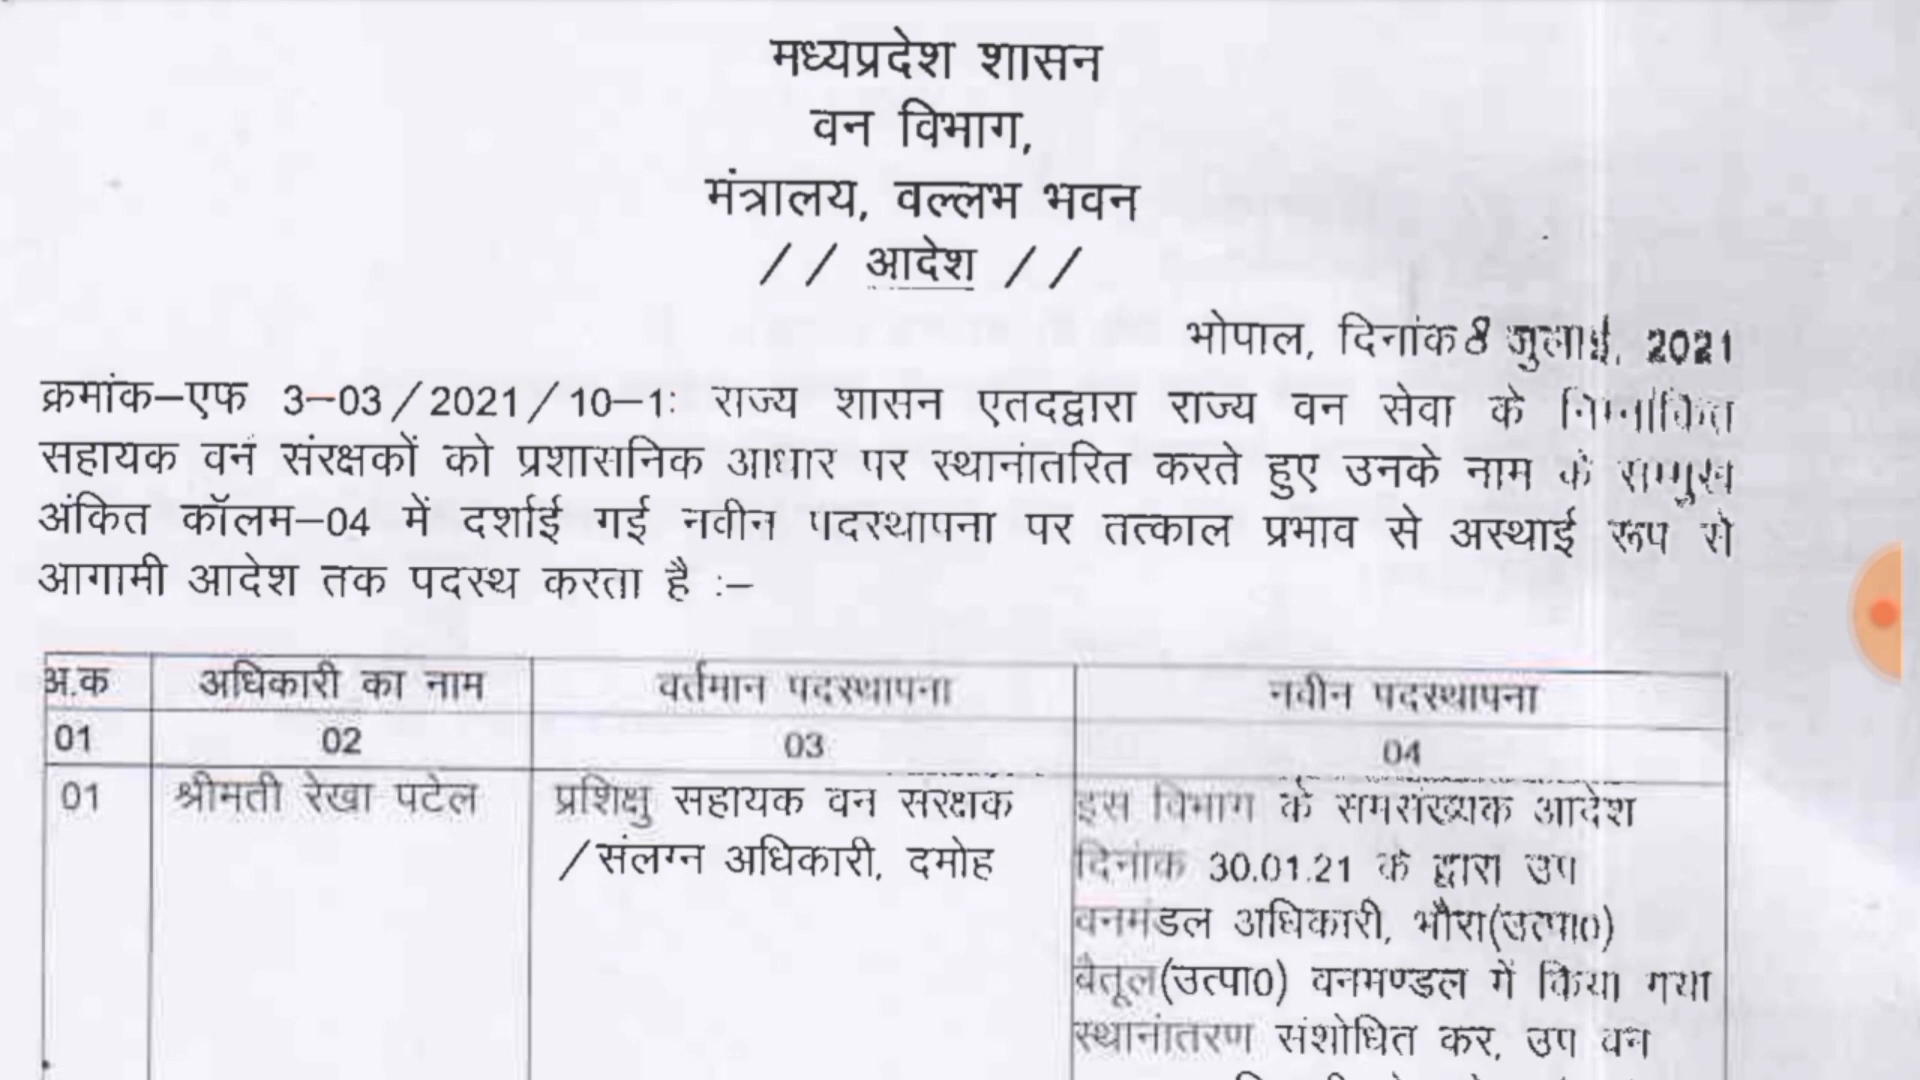 मध्यप्रदेश शासन
वन विभाग,
मंत्रालय, वल्लभ भवन
// आदेश //
भोपाल, दिनांक 8 जुलाई, 2021
क्रमांक–एफ 3–03/2021/10–1: राज्य शासन एतदद्वारा राज्य वन सेवा के निम्नांकित
सहायक वन संरक्षकों को प्रशासनिक आधार पर स्थानांतरित करते हुए उनके नाम के सम्मुख
अंकित कॉलम–04 में दर्शाई गई नवीन पदस्थापना पर तत्काल प्रभाव से अस्थाई रूप से
आगामी आदेश तक पदस्थ करता है :–
अ.क अधिकारी का नाम वर्तमान पदस्थापना नवीन पदस्थापना
01 02 03 04
01 श्रीमती रेखा पटेल प्रशिक्षु सहायक वन सरक्षक इस विभाग के समसंख्यक आदेश
/संलग्न अधिकारी, दमोह दिनांक 30.01.21 के द्वारा उप
वनमंडल अधिकारी, भौरा(उत्पा0)
बैतूल(उत्पा0) वनमण्डल में किया गया
स्थानांतरण संशोधित कर, उप वन